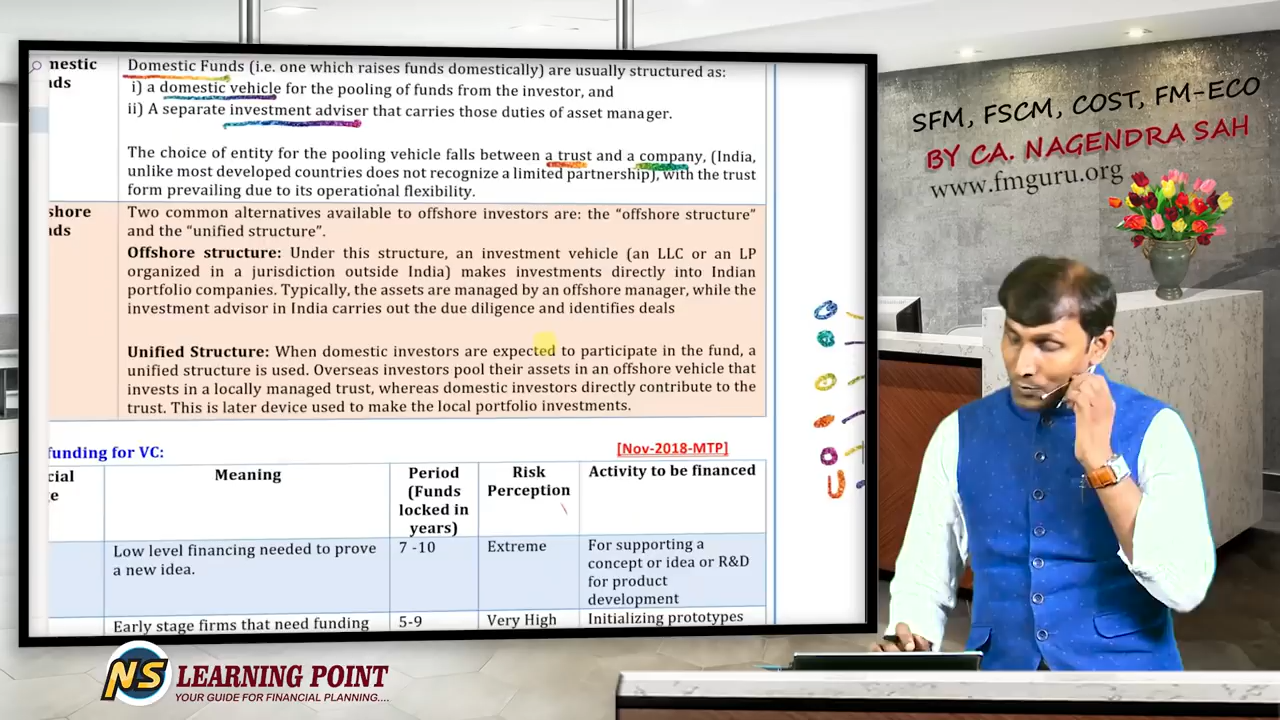 mestic
Domestic Funds (i.e. one which raises funds domestically) are usually structured as:
ds
i) a domestic vehicle for the pooling of funds from the investor, and
ii) A separate investment adviser that carries those duties of asset manager.
The choice of entity for the pooling vehicle falls between a trust and a company, (India,
unlike most developed countries does not recognize a limited partnership), with the trust
form prevailing due to its operational flexibility.
shore
Two common alternatives available to offshore investors are: the “offshore structure”
ds
and the “unified structure”.
Offshore structure: Under this structure, an investment vehicle (an LLC or an LP
organized in a jurisdiction outside India) makes investments directly into Indian
portfolio companies. Typically, the assets are managed by an offshore manager, while the
investment advisor in India carries out the due diligence and identifies deals
Unified Structure: When domestic investors are expected to participate in the fund, a
unified structure is used. Overseas investors pool their assets in an offshore vehicle that
invests in a locally managed trust, whereas domestic investors directly contribute to the
trust. This is later device used to make the local portfolio investments.
funding for VC:
[Nov-2018-MTP]
cial
e
Meaning
Period
(Funds
locked in
years)
Risk
Perception
Activity to be financed
Low level financing needed to prove
a new idea.
7 -10
Extreme
For supporting a
concept or idea or R&D
for product
development
Early stage firms that need funding
5-9
Very High
Initializing prototypes
SFM, FSCM, COST, FM-ECO
BY CA. NAGENDRA SAH
www.fmguru.org
NS LEARNING POINT
YOUR GUIDE FOR FINANCIAL PLANNING....